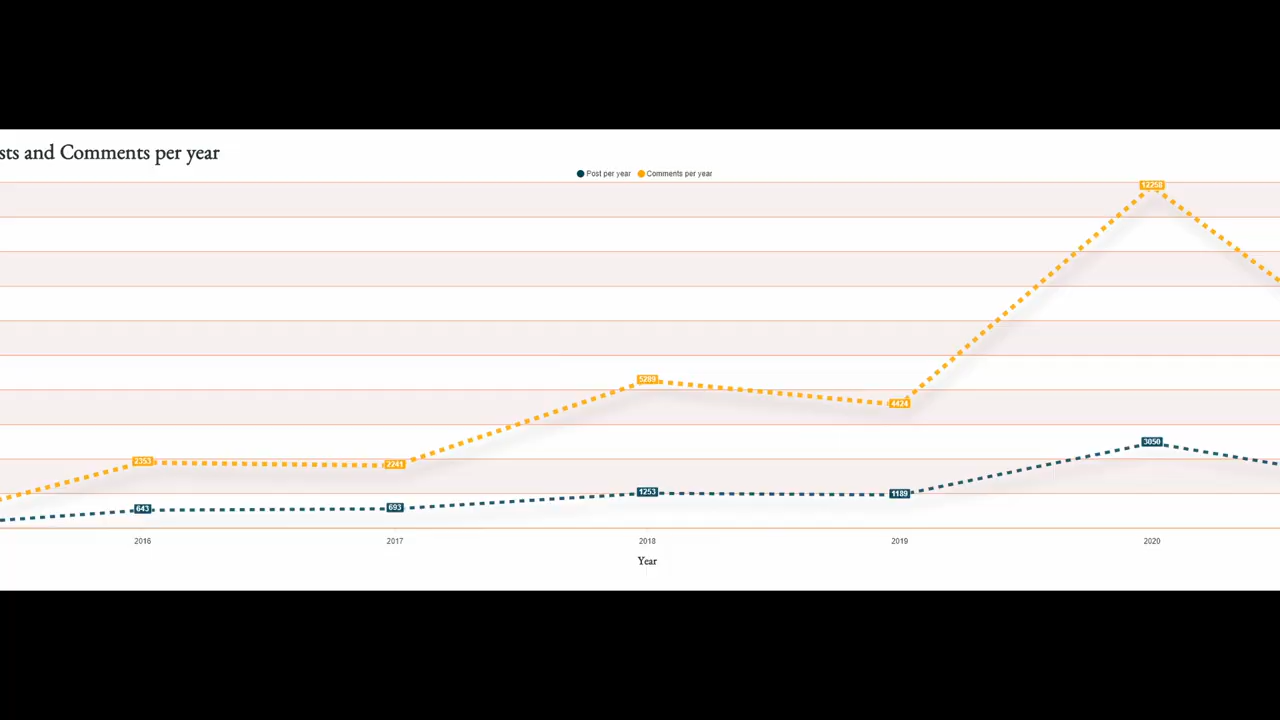 sts and Comments per year
Post per year Comments per year
12258
5289
4424
3050
2353
2241
1253
1189
643
693
2016 2017 2018 2019 2020
Year